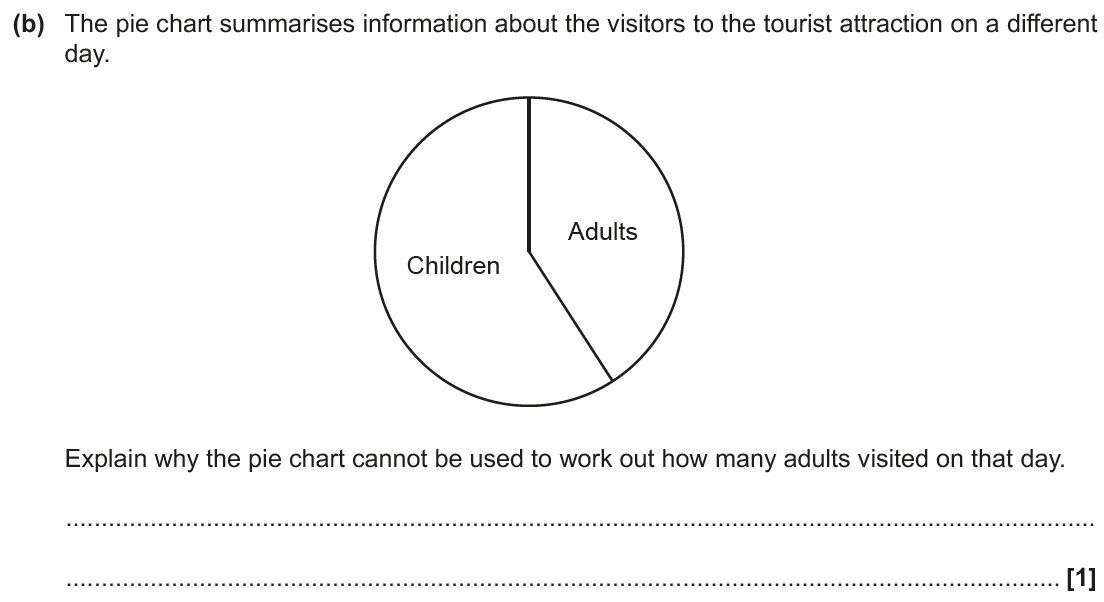 (b) The pie chart summarises information about the visitors to the tourist attraction on a different
day.
Adults
Children
Explain why the pie chart cannot be used to work out how many adults visited on that day.
....................................................................................................................................................
............................................................................................................................................... [1]